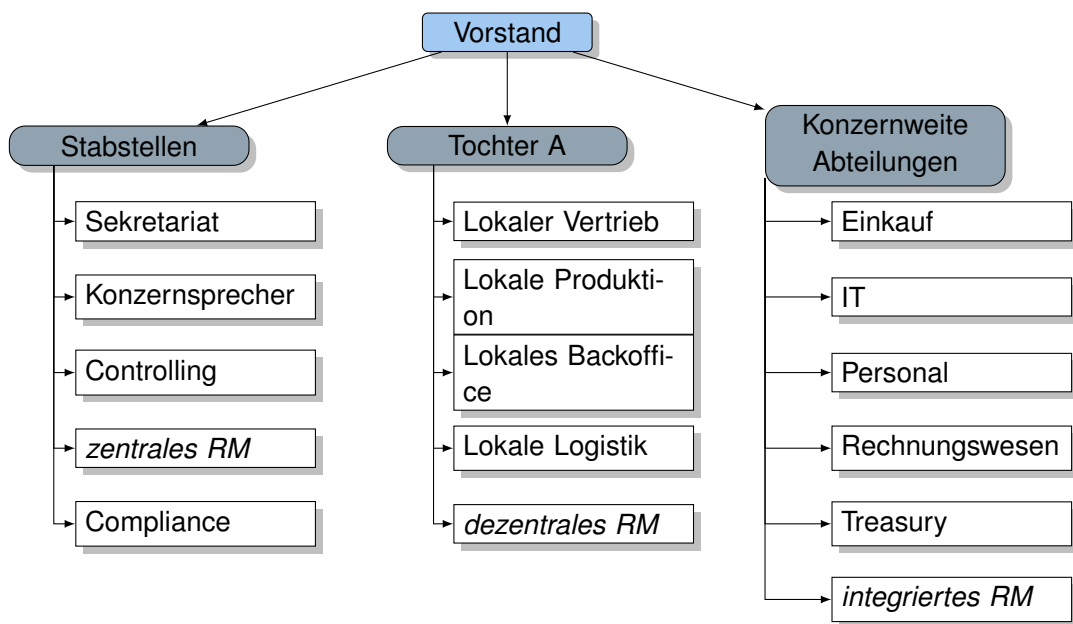 Vorstand
Stabstellen
Sekretariat
Konzernsprecher
Controlling
zentrales RM
Compliance
Tochter A
Lokaler Vertrieb
Lokale Produkti-
on
Lokales Backoffi-
ce
Lokale Logistik
dezentrales RM
Konzernweite
Abteilungen
Einkauf
IT
Personal
Rechnungswesen
Treasury
integriertes RM